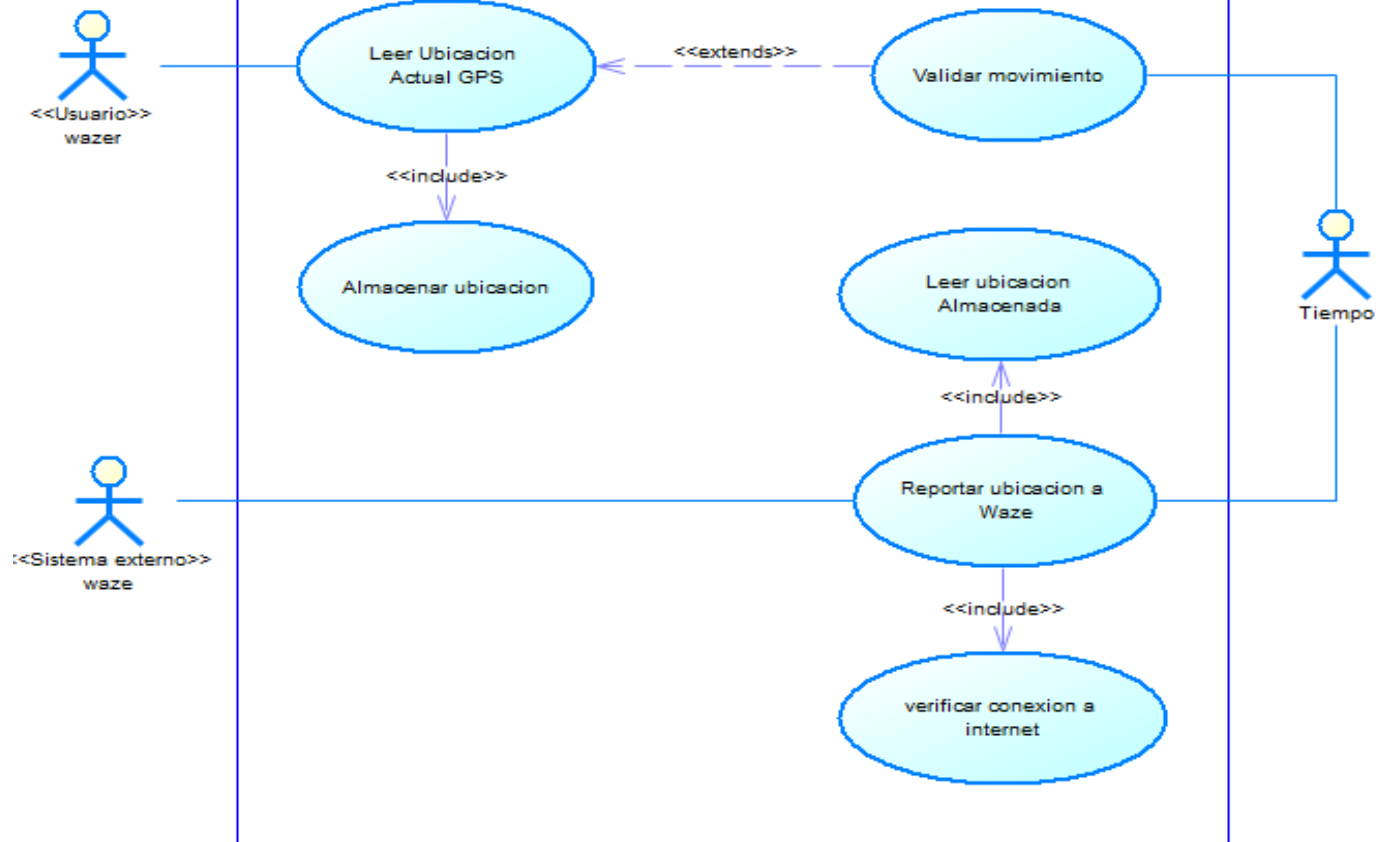 Leer Ubicacion
Actual GPS
<<extends>>
Validar movimiento
<<Usuario>>
wazer
<<include>>
Almacenar ubicacion
Leer ubicacion
Almacenada
Tiempo
<<include>>
Reportar ubicacion a
Waze
<<Sistema externo>>
waze
<<include>>
verificar conexion a
internet